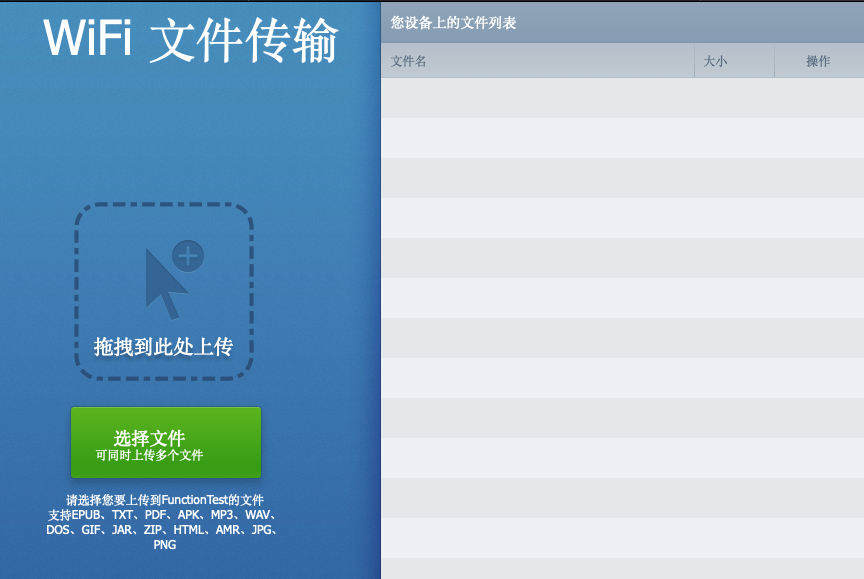 WiFi 文件传输
拖拽到此处上传
选择文件
可同时上传多个文件
请选择您要上传到FunctionTest的文件
支持EPUB、TXT、PDF、APK、MP3、WAV、
DOS、GIF、JAR、ZIP、HTML、AMR、JPG、
PNG
您设备上的文件列表
文件名 大小 操作